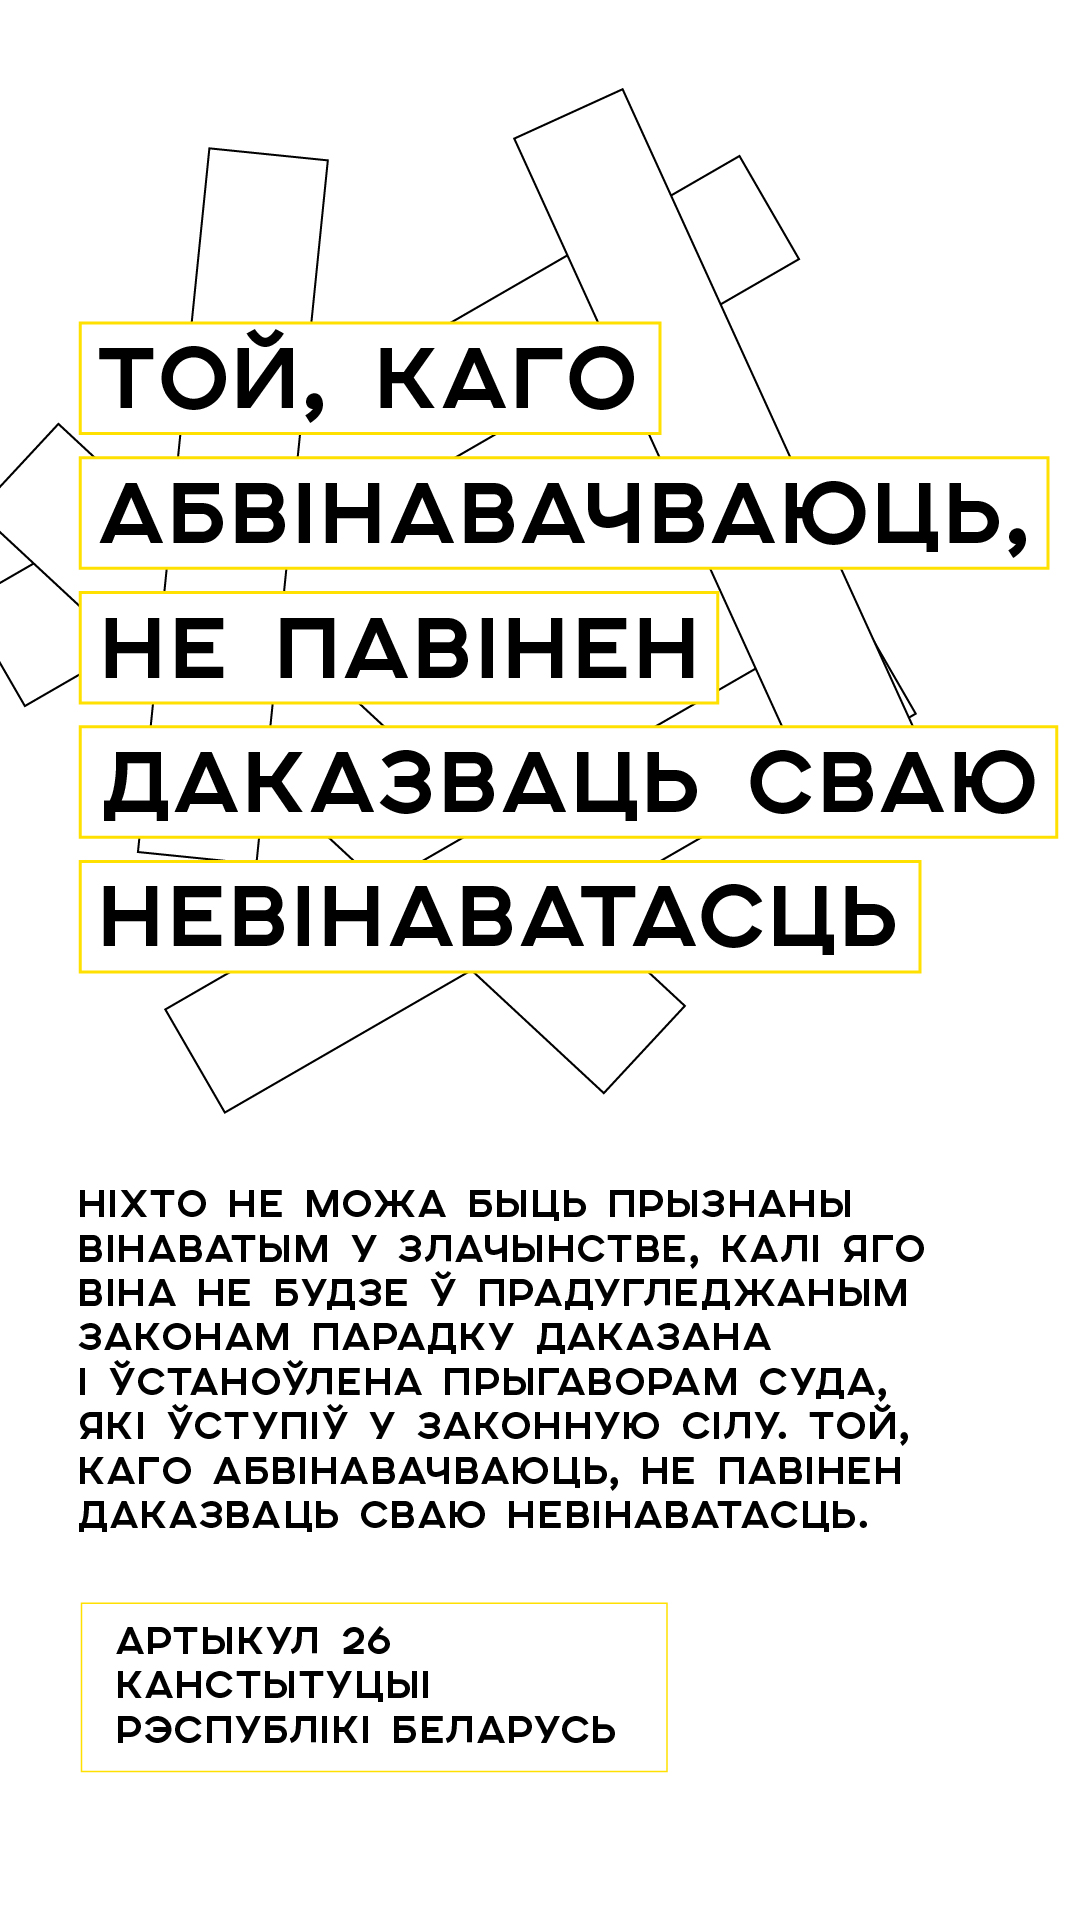 ТОЙ, КАГО
АБВІНАВАЧВАЮЦЬ,
НЕ ПАВІНЕН
ДАКАЗВАЦЬ СВАЮ
НЕВІНАВАТАСЦЬ
НІХТО НЕ МОЖА БЫЦЬ ПРЫЗНАНЫ
ВІНАВАТЫМ У ЗЛАЧЫНСТВЕ, КАЛІ ЯГО
ВІНА НЕ БУДЗЕ Ў ПРАДУГЛЕДЖАНЫМ
ЗАКОНАМ ПАРАДКУ ДАКАЗАНА
І ЎСТАНОЎЛЕНА ПРЫГАВОРАМ СУДА,
ЯКІ ЎСТУПІЎ У ЗАКОННУЮ СІЛУ. ТОЙ,
КАГО АБВІНАВАЧВАЮЦЬ, НЕ ПАВІНЕН
ДАКАЗВАЦЬ СВАЮ НЕВІНАВАТАСЦЬ.
АРТЫКУЛ 26
КАНСТЫТУЦЫІ
РЭСПУБЛІКІ БЕЛАРУСЬ